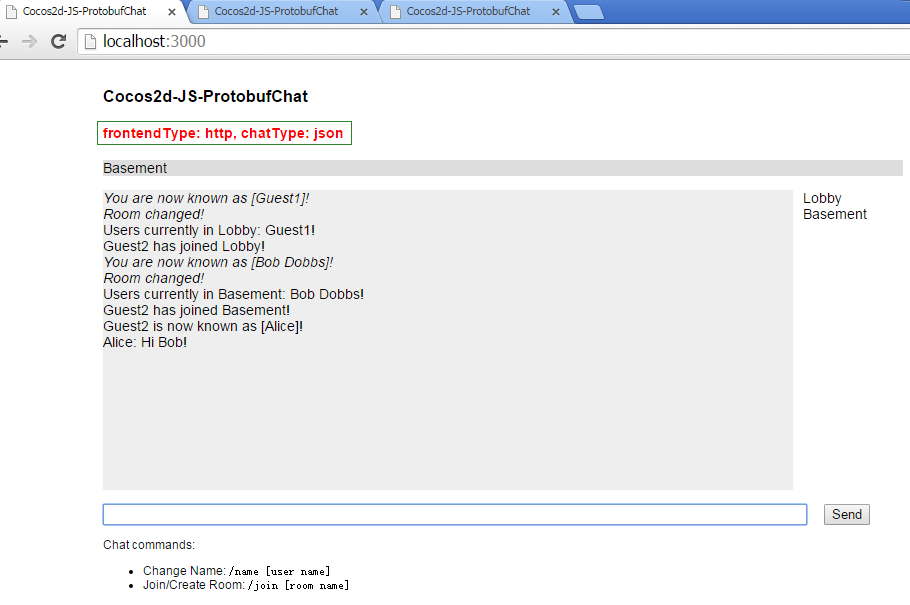 Cocos2d-JS-ProtobufChat Cocos2d-JS-ProtobufChat Cocos2d-JS-ProtobufChat
localhost:3000
Cocos2d-JS-ProtobufChat
frontendType: http, chatType: json
Basement
You are now known as [Guest1]!
Room changed!
Users currently in Lobby: Guest1!
Guest2 has joined Lobby!
You are now known as [Bob Dobbs]!
Room changed!
Users currently in Basement: Bob Dobbs!
Guest2 has joined Basement!
Guest2 is now known as [Alice]!
Alice: Hi Bob!
Lobby
Basement
Send
Chat commands:
Change Name: /name [user name]
Join/Create Room: /join [room name]